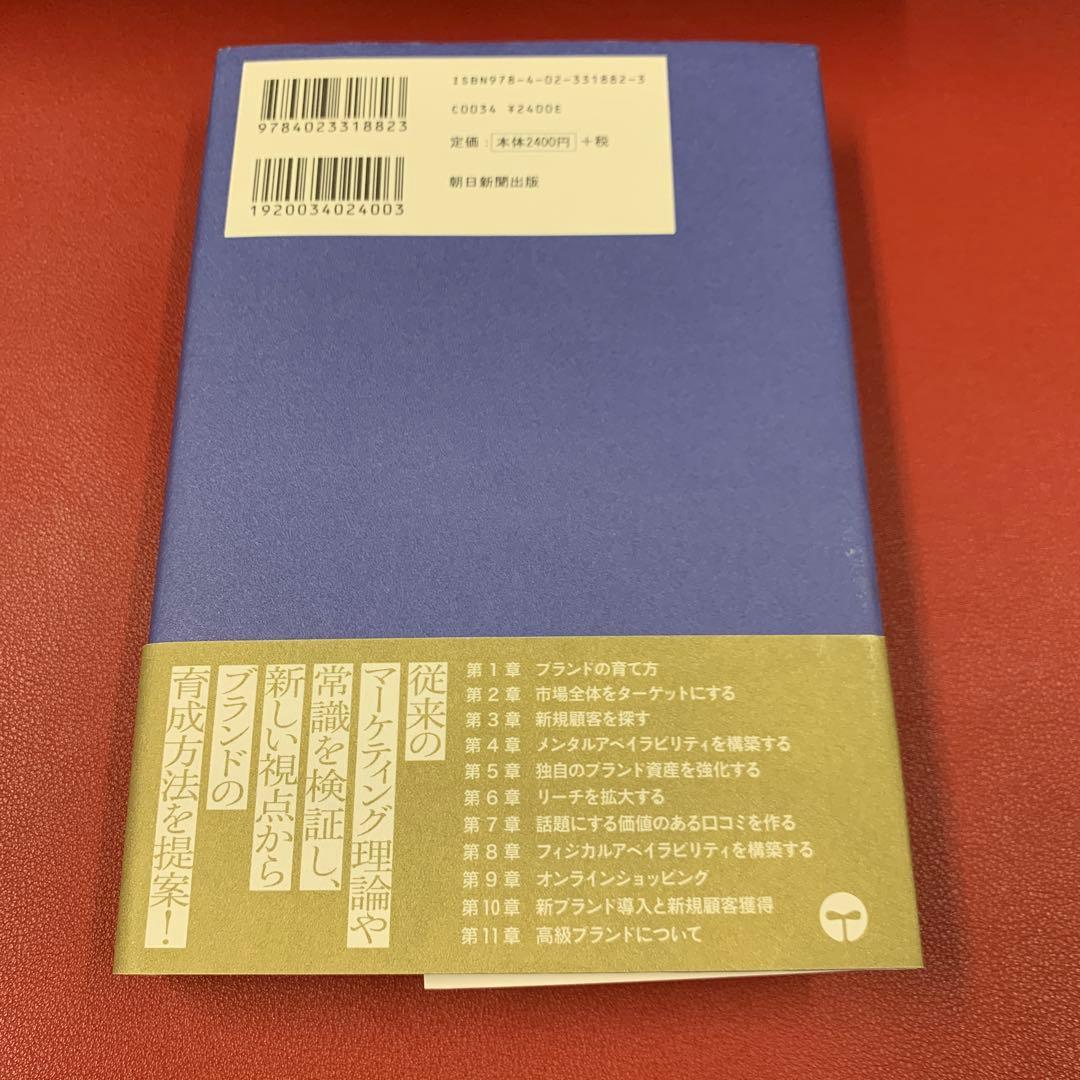 ISBN978-4-02-331882-3
C0034 ¥2400E
定価：本体2400円＋税
朝日新聞出版
9784023318823
1920034024003
従来の
マーケティング理論や
常識を検証し、
新しい視点から
ブランドの
育成方法を提案！
第1章 ブランドの育て方
第2章 市場全体をターゲットにする
第3章 新規顧客を探す
第4章 メンタルアベイラビリティを構築する
第5章 独自のブランド資産を強化する
第6章 リーチを拡大する
第7章 話題にする価値のある口コミを作る
第8章 フィジカルアベイラビリティを構築する
第9章 オンラインショッピング
第10章 新ブランド導入と新規顧客獲得
第11章 高級ブランドについて